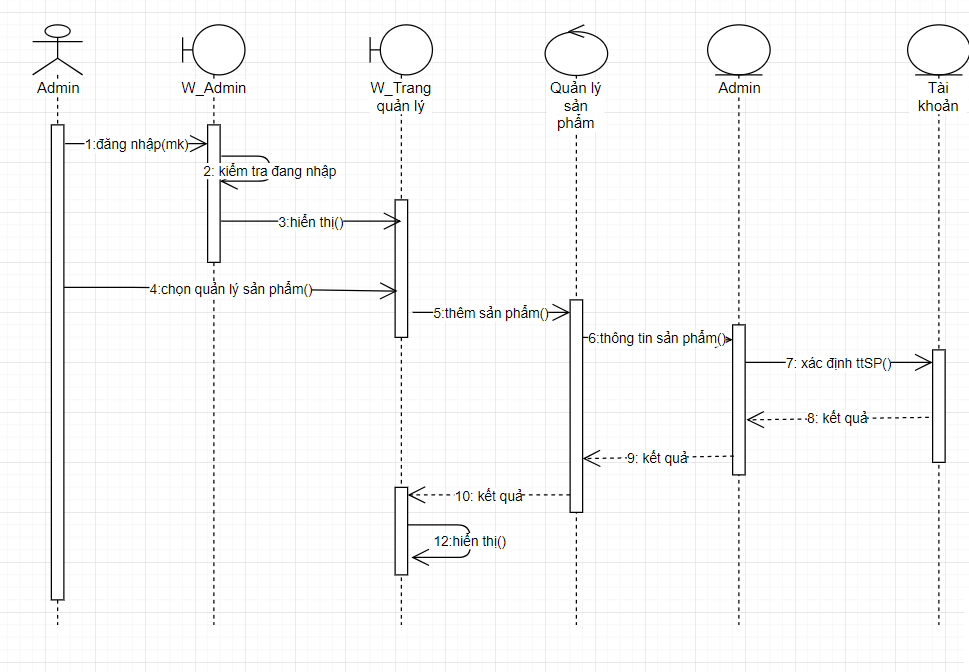 Admin
W_Admin
W_Trang
quản lý
Quản lý
sản
phẩm
Admin
Tài
khoản
1:đăng nhập(mk)
2: kiểm tra đang nhập
3:hiển thị()
4:chọn quản lý sản phẩm()
5:thêm sản phẩm()
6:thông tin sản phẩm()
7: xác định ttSP()
8: kết quả
9: kết quả
10: kết quả
12:hiển thị()